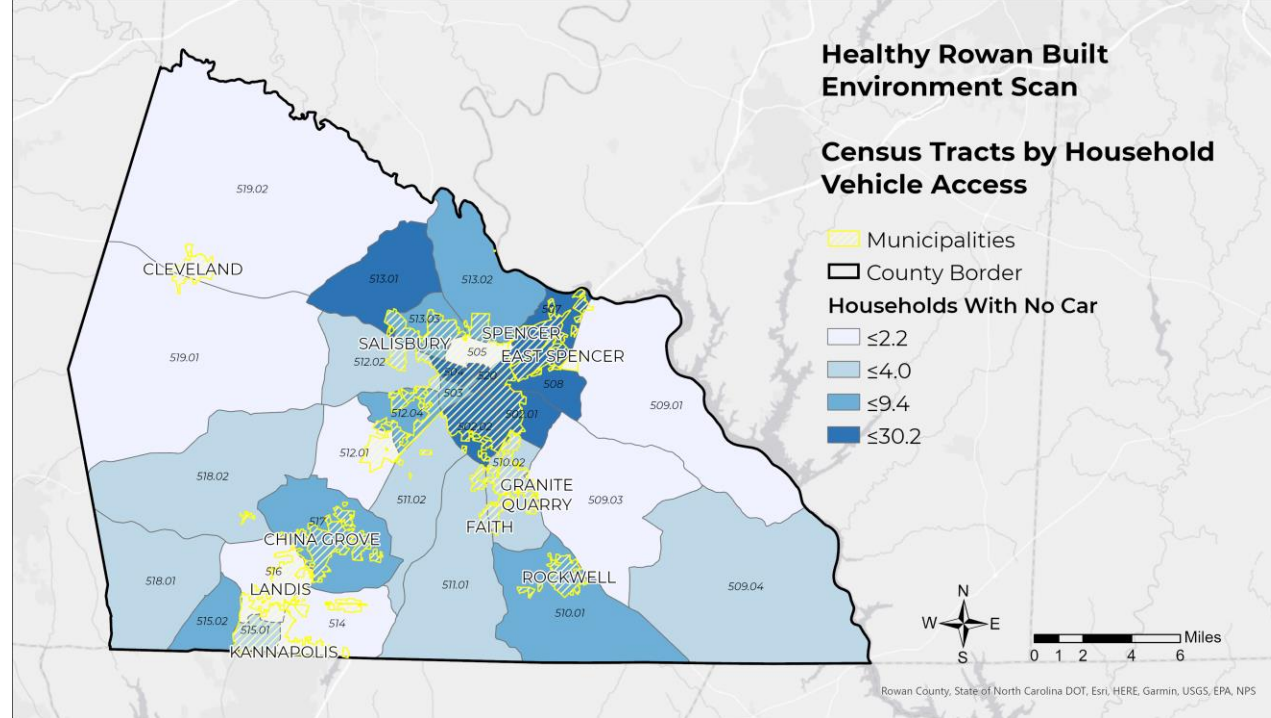 Healthy Rowan Built
Environment Scan
Census Tracts by Household
Vehicle Access
Municipalities
County Border
Households With No Car
≤2.2
≤4.0
≤9.4
≤30.2
519.02
CLEVELAND
513.01
513.02
507
513.03
SPENCER
SALISBURY
505
EAST SPENCER
519.01
512.02
504
520
503
508
509.01
512.04
502.01
502.02
512.01
510.02
518.02
511.02
GRANITE
QUARRY
509.03
517
FAITH
CHINA GROVE
518.01
516
LANDIS
511.01
ROCKWELL
509.04
510.01
515.02
515.01
514
KANNAPOLIS
N
W
E
S
Miles
0 1 2 4 6
Rowan County, State of North Carolina DOT, Esri, HERE, Garmin, USGS, EPA, NPS